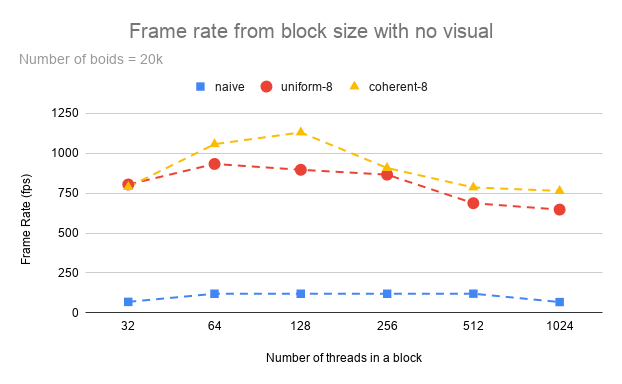 Frame rate from block size with no visual
Number of boids = 20k
naive uniform-8 coherent-8
1250
1000
750
500
250
0
Frame Rate (fps)
32 64 128 256 512 1024
Number of threads in a block